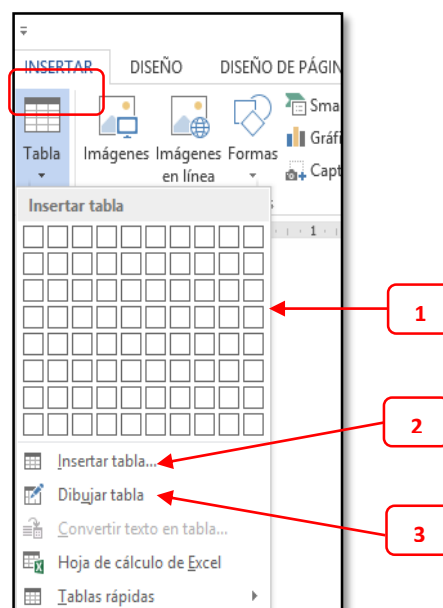 INSERTAR DISEÑO DISEÑO DE PÁGIN
Sma
Gráfi
Tabla Imágenes Imágenes Formas
en línea Capt
s
Insertar tabla
1
1
2
Insertar tabla...
Dibujar tabla
3
Convertir texto en tabla...
Hoja de cálculo de Excel
Tablas rápidas